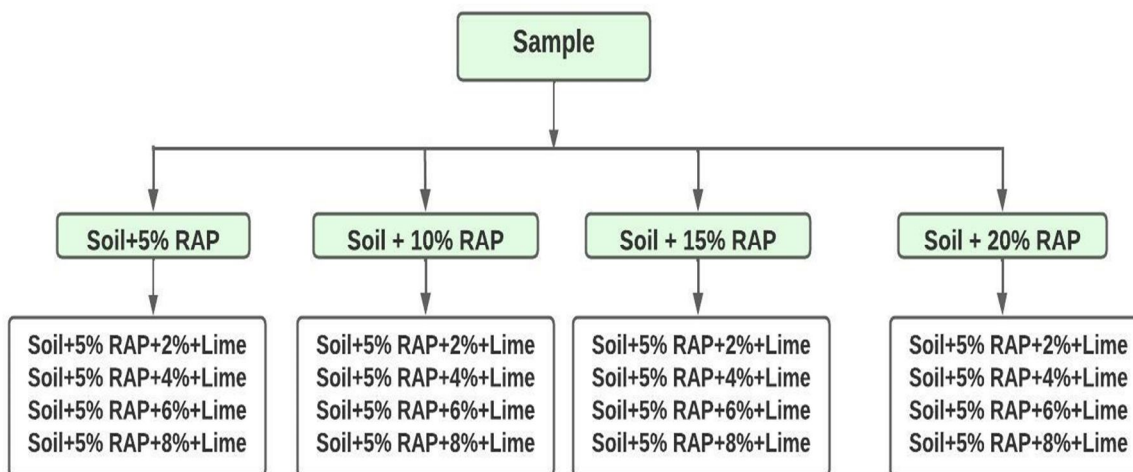 Sample
Soil+5% RAP
Soil + 10% RAP
Soil + 15% RAP
Soil + 20% RAP
Soil+5% RAP+2%+Lime
Soil+5% RAP+4%+Lime
Soil+5% RAP+6%+Lime
Soil+5% RAP+8%+Lime
Soil+5% RAP+2%+Lime
Soil+5% RAP+4%+Lime
Soil+5% RAP+6%+Lime
Soil+5% RAP+8%+Lime
Soil+5% RAP+2%+Lime
Soil+5% RAP+4%+Lime
Soil+5% RAP+6%+Lime
Soil+5% RAP+8%+Lime
Soil+5% RAP+2%+Lime
Soil+5% RAP+4%+Lime
Soil+5% RAP+6%+Lime
Soil+5% RAP+8%+Lime